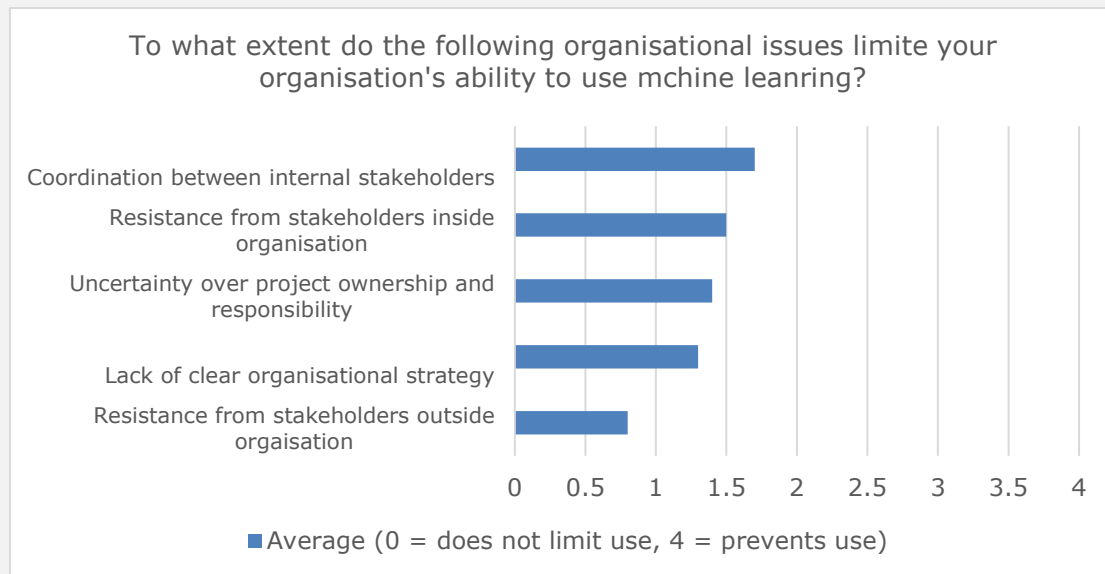 To what extent do the following organisational issues limite your
organisation's ability to use mchine leanring?
Coordination between internal stakeholders
Resistance from stakeholders inside
organisation
Uncertainty over project ownership and
responsibility
Lack of clear organisational strategy
Resistance from stakeholders outside
orgaisation
0 0.5 1 1.5 2 2.5 3 3.5 4
Average (0 = does not limit use, 4 = prevents use)